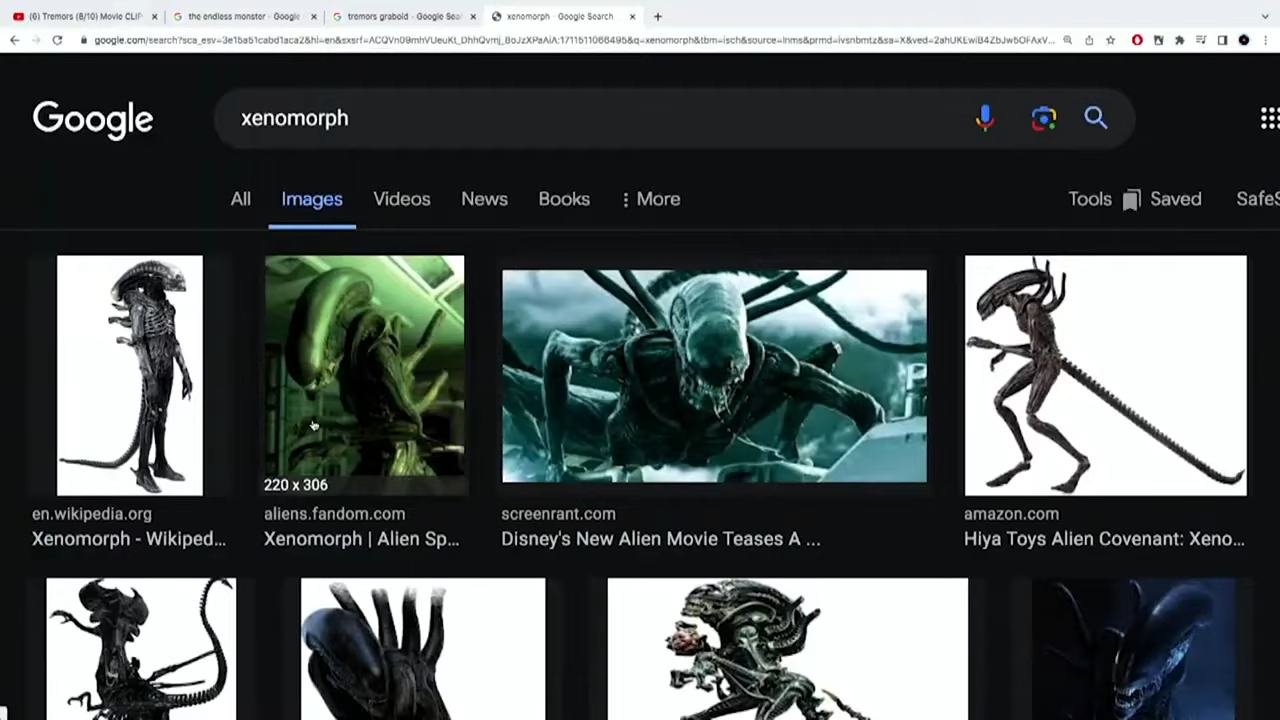 (6) Tremors (8/10) Movie CLIP
the endless monster - Google
tremors graboid - Google Sea
xenomorph - Google Search
Google
xenomorph
All
Images
Videos
News
Books
More
Tools
Saved
SafeS
220 x 306
en.wikipedia.org
Xenomorph - Wikiped...
aliens.fandom.com
Xenomorph | Alien Sp...
screenrant.com
Disney's New Alien Movie Teases A ...
amazon.com
Hiya Toys Alien Covenant: Xeno...